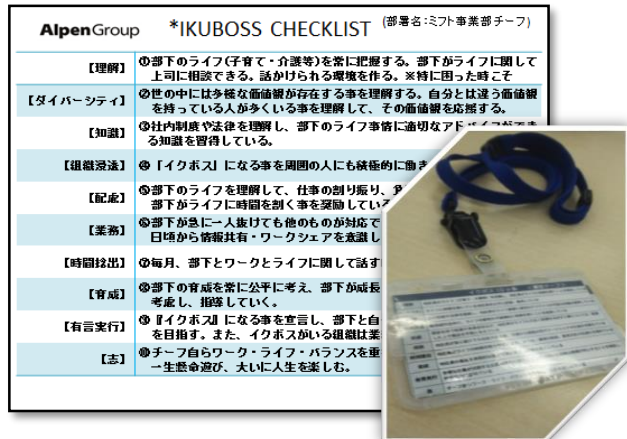 AlpenGroup *IKUBOSS CHECKLIST (部署名:ミフト事業部チーフ)
【理解】 ①部下のライフ(子育て・介護等)を常に把握する。部下がライフに関して
上司に相談できる。話かけられる環境を作る。※特に困った時こそ
【ダイバーシティ】 ②世の中には多様な価値観が存在する事を理解する。自分とは違う価値観
を持っている人が多くいる事を理解して、その価値観を応援する。
【知識】 ③社内制度や法律を理解し、部下のライフ事情に適切なアドバイスができ
る知識を習得している。
【組織浸透】 ④『イクボス』になる事を周囲の人にも積極的に働き
【配慮】 ⑤部下のライフを理解して、仕事の割り振り、
部下がライフに時間を割く事を奨励してい
【業務】 ⑥部下が急に一人抜けても他のものが対応で
日頃から情報共有・ワークシェアを意識し
【時間捻出】 ⑦毎月、部下とワークとライフに関して話す
【育成】 ⑧部下の育成を常に公平に考え、部下が成長
考慮し、指導していく。
【有言実行】 ⑨『イクボス』になる事を宣言し、部下と自
を目指す。また、イクボスがいる組織は業
【志】 ⑩チーフ自らワーク・ライフ・バランスを重
一生懸命遊び、大いに人生を楽しむ。